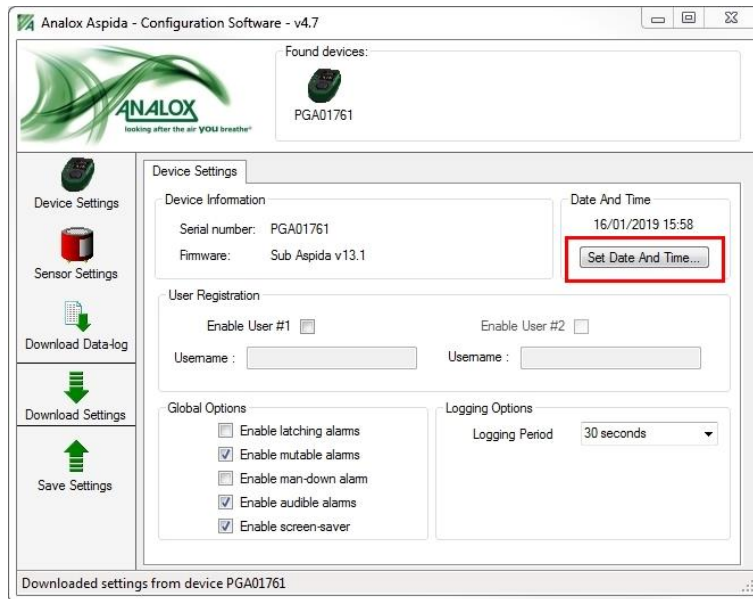 Analox Aspida - Configuration Software - v4.7
Found devices:
PGA01761
ANALOX
looking after the air YOU breathe®
Device Settings
Sensor Settings
Download Data-log
Download Settings
Save Settings
Device Settings
Device Information
Serial number: PGA01761
Firmware: Sub Aspida v13.1
Date And Time
16/01/2019 15:58
Set Date And Time...
User Registration
Enable User #1
Enable User #2
Username :
Username :
Global Options
Enable latching alarms
Enable mutable alarm
Enable man-down alarm
Enable audible alarms
Enable screen-saver
Logging Options
Logging Period 30 seconds
Downloaded settings from device PGA01761